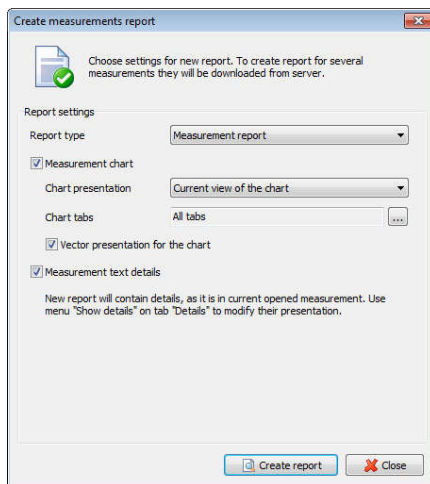 Create measurements report
Choose settings for new report. To create report for several
measurements they will be downloaded from server.
Report settings
Report type
Measurement report
Measurement chart
Chart presentation
Current view of the chart
Chart tabs
All tabs
...
Vector presentation for the chart
Measurement text details
New report will contain details, as it is in current opened measurement. Use
menu "Show details" on tab "Details" to modify their presentation.
Create report
Close